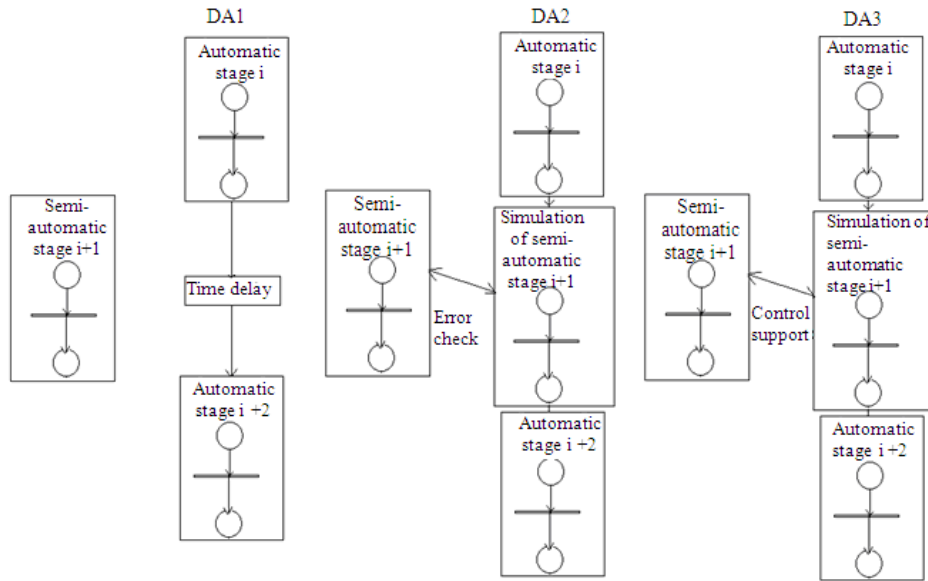 DA1
Automatic
stage i
Semi-
automatic
stage i+1
Time delay
Automatic
stage i +2
DA2
Automatic
stage i
Semi-
automatic
stage i+1
Error
check
Simulation
of semi-
automatic
stage i+1
Automatic
stage i +2
DA3
Automatic
stage i
Semi-
automatic
stage i+1
Control
support
Simulation of
semi-
automatic
stage i+1
Automatic
stage i +2